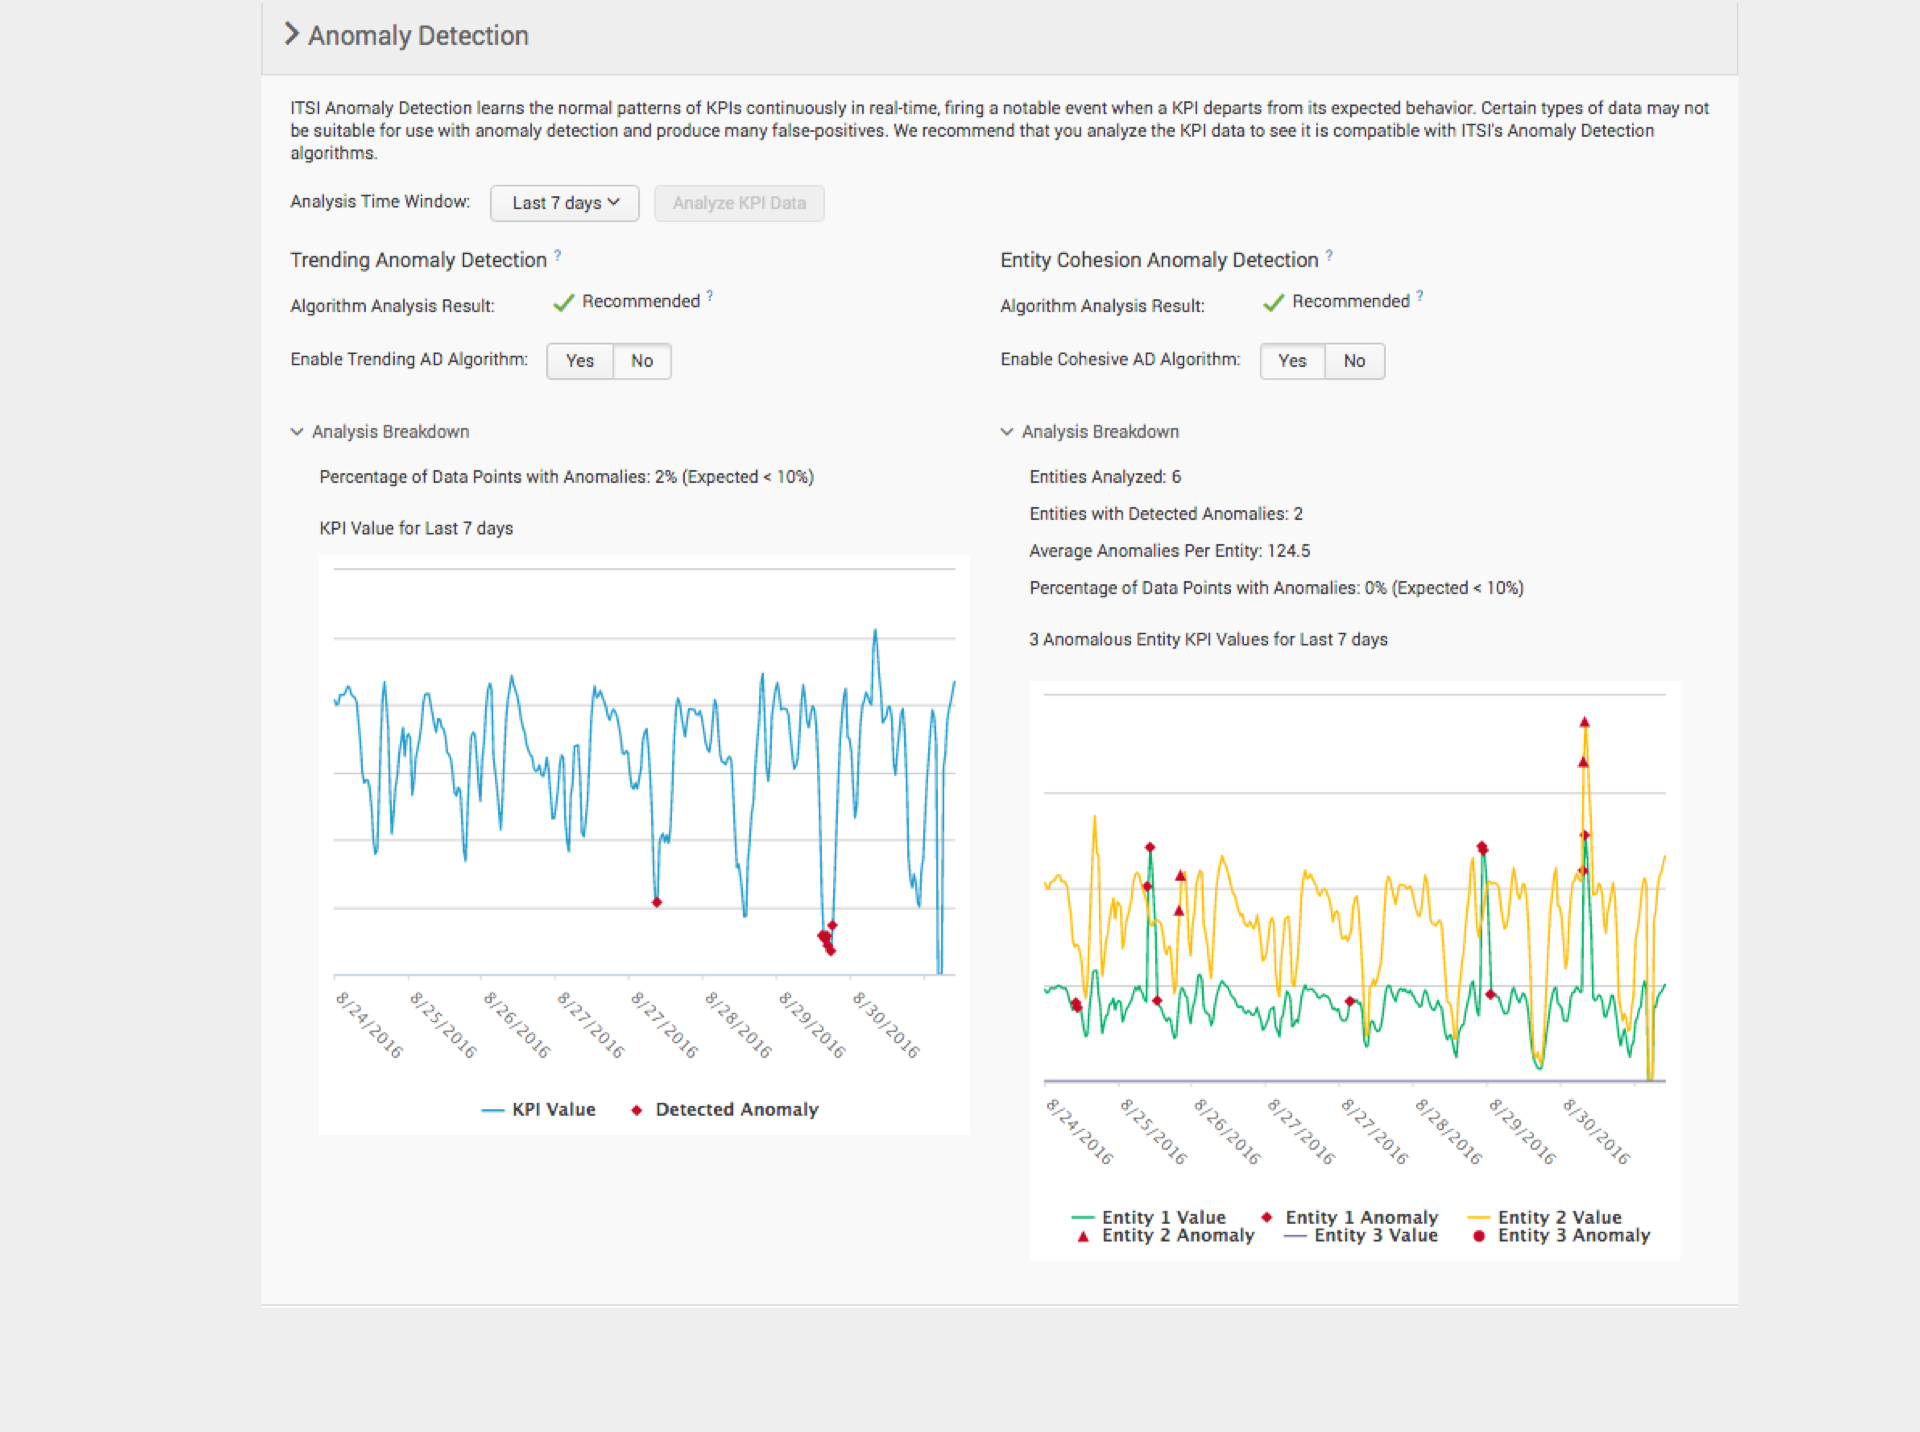 Anomaly Detection
ITSI Anomaly Detection learns the normal patterns of KPIs continuously in real-time, firing a notable event when a KPI departs from its expected behavior. Certain types of data may not
be suitable for use with anomaly detection and produce many false-positives. We recommend that you analyze the KPI data to see it is compatible with ITSI's Anomaly Detection
algorithms.
Analysis Time Window: Last 7 days Analyze KPI Data
Trending Anomaly Detection ?
Algorithm Analysis Result: Recommended ?
Enable Trending AD Algorithm: Yes No
Analysis Breakdown
Percentage of Data Points with Anomalies: 2% (Expected < 10%)
KPI Value for Last 7 days
8/24/2016
8/25/2016
8/26/2016
8/27/2016
8/27/2016
8/28/2016
8/29/2016
8/30/2016
KPI Value Detected Anomaly
Entity Cohesion Anomaly Detection ?
Algorithm Analysis Result: Recommended ?
Enable Cohesive AD Algorithm: Yes No
Analysis Breakdown
Entities Analyzed: 6
Entities with Detected Anomalies: 2
Average Anomalies Per Entity: 124.5
Percentage of Data Points with Anomalies: 0% (Expected < 10%)
3 Anomalous Entity KPI Values for Last 7 days
8/24/2016
8/25/2016
8/26/2016
8/27/2016
8/27/2016
8/28/2016
8/29/2016
8/30/2016
Entity 1 Value Entity 1 Anomaly Entity 2 Value
Entity 2 Anomaly Entity 3 Value Entity 3 Anomaly